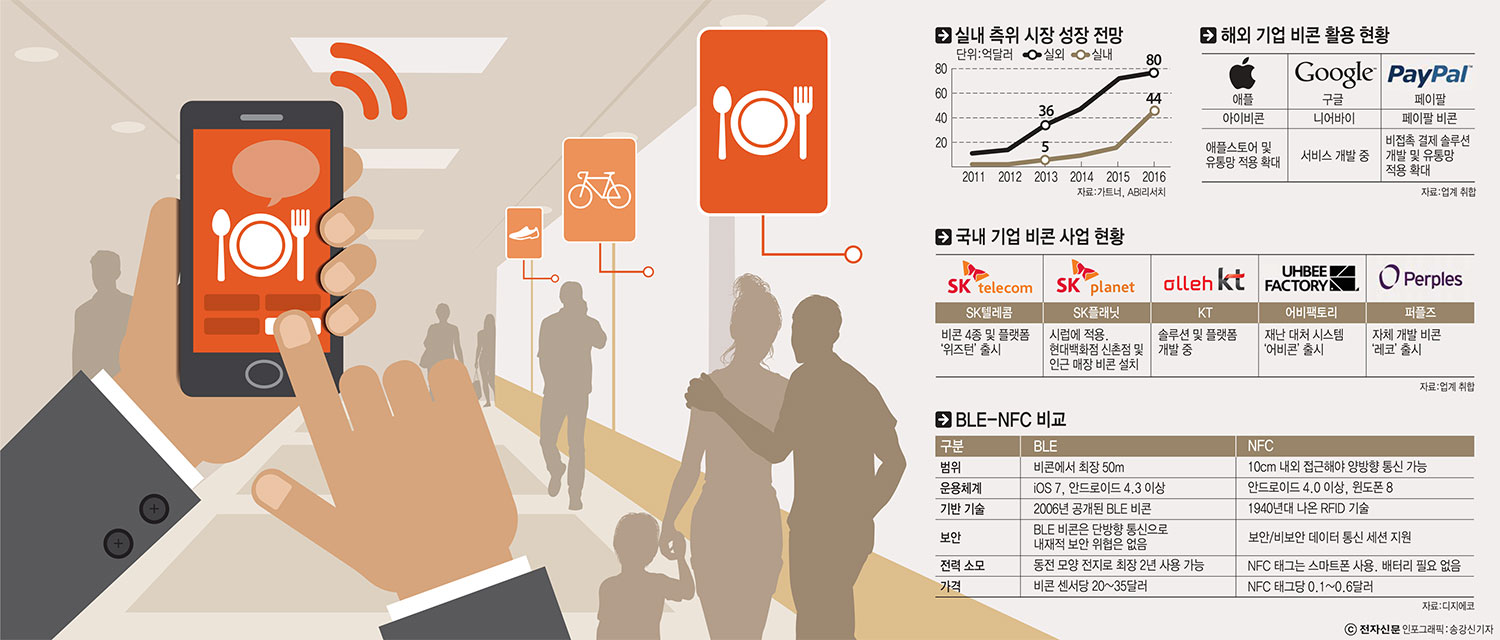 실내 측위 시장 성장 전망
단위:억달러 실외 실내
80
60
40
20
36
5
80
44
2011 2012 2013 2014 2015 2016
자료:가트너, ABI리서치
해외 기업 비콘 활용 현황
Google™ PayPal™
애플 구글 페이팔
아이비콘 니어바이 페이팔 비콘
애플스토어 및
유통망 적용 확대
서비스 개발 중
비접촉 결제 솔루션
개발 및 유통망
적용 확대
자료:업계 취합
국내 기업 비콘 사업 현황
SK telecom
SK planet
olleh kt
UHBEE
FACTORY
Perples
SK텔레콤 SK플래닛 KT 어비팩토리 퍼플즈
비콘 4종 및 플랫폼
'위즈턴' 출시
시럽에 적용.
현대백화점 신촌점 및
인근 매장 비콘 설치
솔루션 및 플랫폼
개발 중
재난 대처 시스템
'어비콘' 출시
자체 개발 비콘
'레코' 출시
자료:업계 취합
BLE-NFC 비교
구분 BLE NFC
범위 비콘에서 최장 50m 10cm 내외 접근해야 양방향 통신 가능
운용체계 iOS 7, 안드로이드 4.3 이상 안드로이드 4.0 이상, 윈도폰 8
기반 기술 2006년 공개된 BLE 비콘 1940년대 나온 RFID 기술
보안
BLE 비콘은 단방향 통신으로
내재적 보안 위협은 없음
보안/비보안 데이터 통신 세션 지원
전력 소모 동전 모양 전지로 최장 2년 사용 가능 NFC 태그는 스마트폰 사용. 배터리 필요 없음
가격 비콘 센서당 20~35달러 NFC 태그당 0.1~0.6달러
자료:디지에코
ⓒ 전자신문 인포그래픽:송강신기자